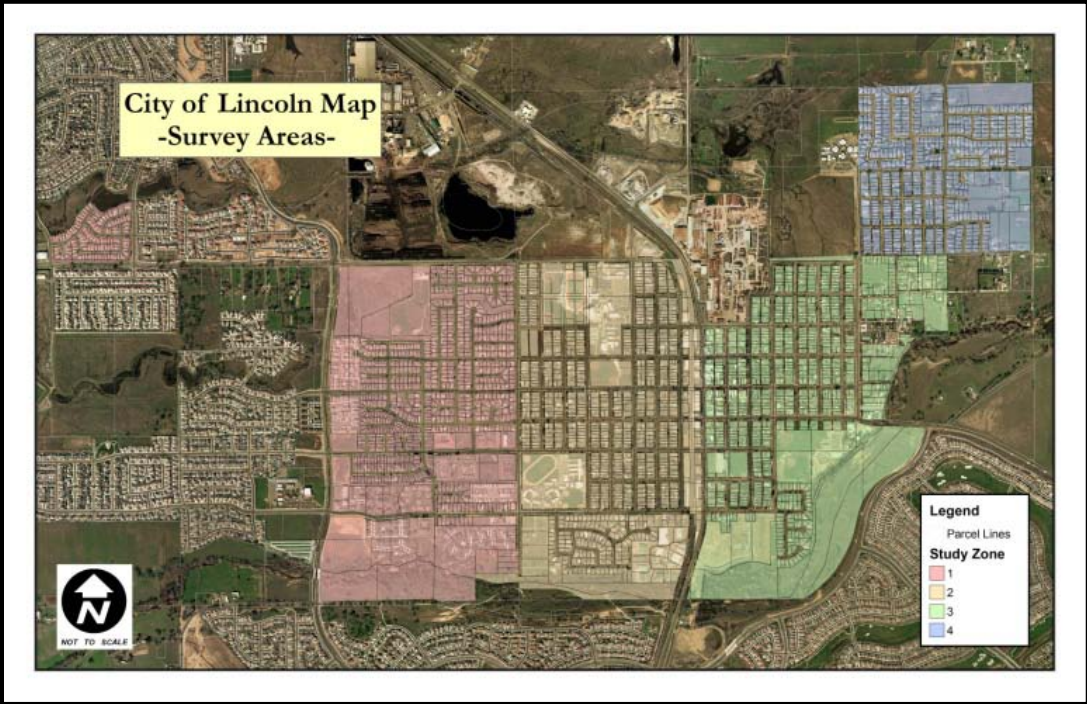 City of Lincoln Map
-Survey Areas-
Legend
Parcel Lines
Study Zone
1
2
3
4
N
NOT TO SCALE